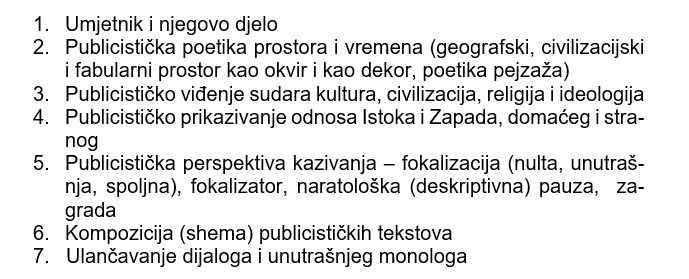 1. Umjetnik i njegovo djelo
2. Publicistička poetika prostora i vremena (geografski, civilizacijski
i fabularni prostor kao okvir i kao dekor, poetika pejzaža)
3. Publicističko viđenje sudara kultura, civilizacija, religija i ideologija
4. Publicističko prikazivanje odnosa Istoka i Zapada, domaćeg i stra-
nog
5. Publicistička perspektiva kazivanja – fokalizacija (nulta, unutraš-
nja, spoljna), fokalizator, naratološka (deskriptivna) pauza, za-
grada
6. Kompozicija (shema) publicističkih tekstova
7. Ulančavanje dijaloga i unutrašnjeg monologa